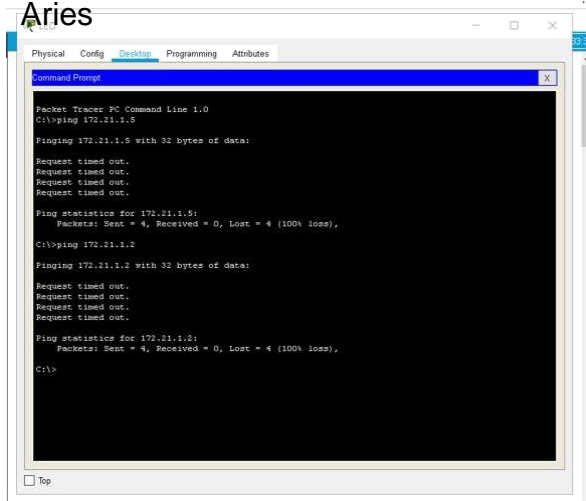 Aries
Physical Config Desktop Programming Attributes
Command Prompt
X
Packet Tracer PC Command Line 1.0
C:\>ping 172.21.1.5
Pinging 172.21.1.5 with 32 bytes of data:
Request timed out.
Request timed out.
Request timed out.
Request timed out.
Ping statistics for 172.21.1.5:
Packets: Sent = 4, Received = 0, Lost = 4 (100% loss),
C:\>ping 172.21.1.2
Pinging 172.21.1.2 with 32 bytes of data:
Request timed out.
Request timed out.
Request timed out.
Request timed out.
Ping statistics for 172.21.1.2:
Packets: Sent = 4, Received = 0, Lost = 4 (100% loss),
C:\>
Top